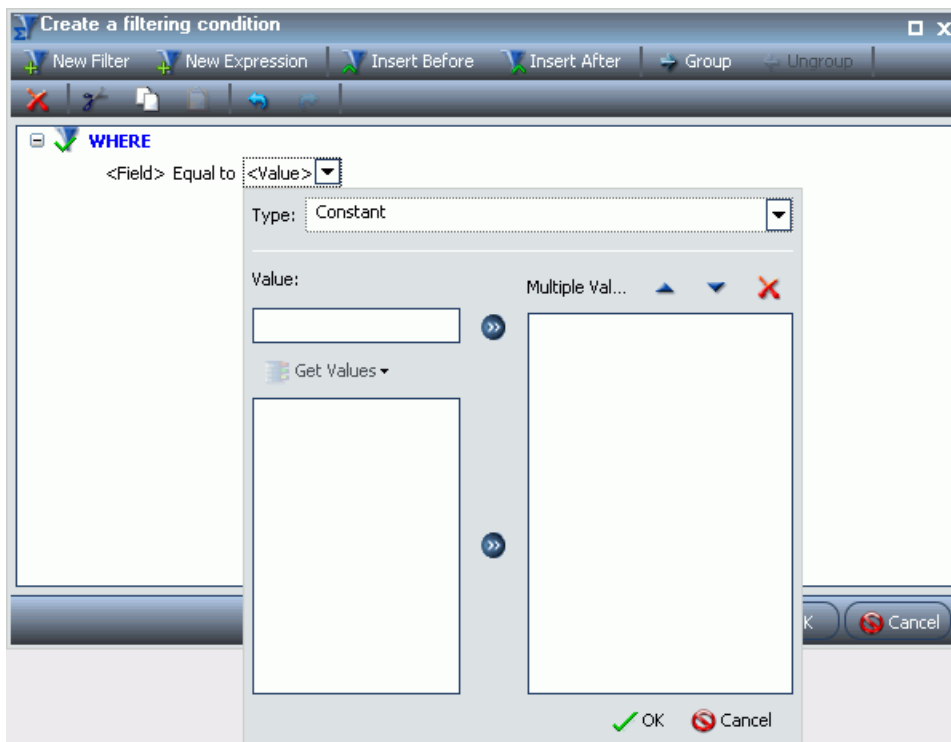 Create a filtering condition
New Filter New Expression Insert Before Insert After Group Ungroup
WHERE
<Field> Equal to <Value>
Type: Constant
Value:
Multiple Val...
Get Values
K Cancel
OK Cancel